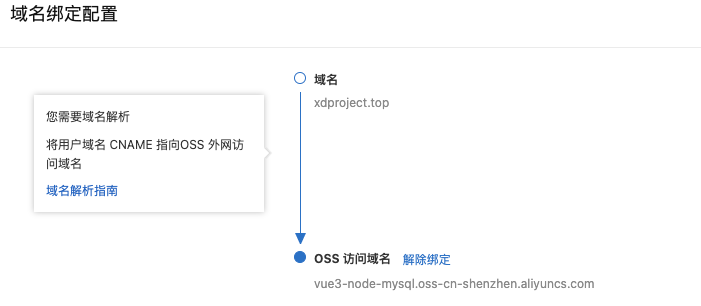 域名绑定配置
域名
xdproject.top
您需要域名解析
将用户域名 CNAME 指向OSS 外网访
问域名
域名解析指南
OSS 访问域名 解除绑定
vue3-node-mysql.oss-cn-shenzhen.aliyuncs.com